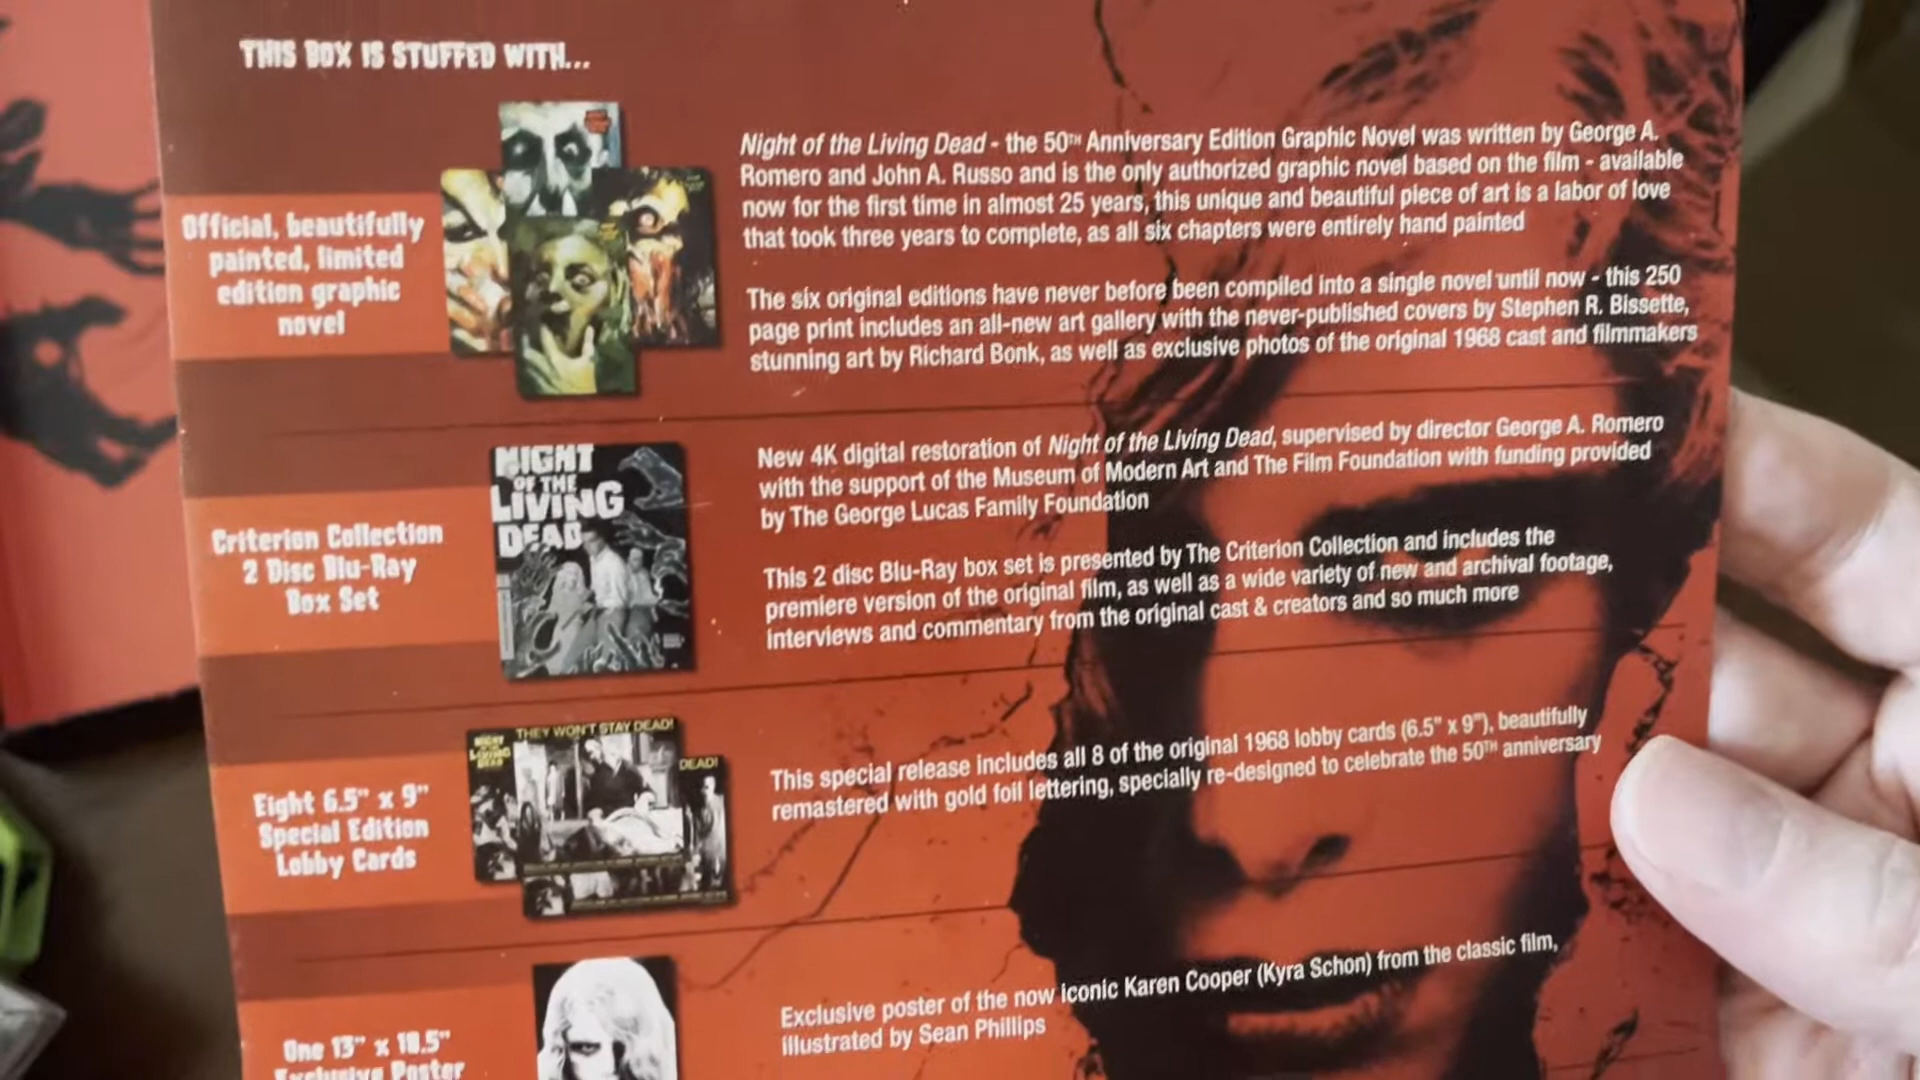 THIS BOX IS STUFFED WITH...
Official, beautifully
painted, limited
edition graphic
novel
Night of the Living Dead - the 50TH Anniversary Edition Graphic Novel was written by George A.
Romero and John A. Russo and is the only authorized graphic novel based on the film - available
now for the first time in almost 25 years, this unique and beautiful piece of art is a labor of love
that took three years to complete, as all six chapters were entirely hand painted
The six original editions have never before been compiled into a single novel until now - this 250
page print includes an all-new art gallery with the never-published covers by Stephen R. Bissette,
stunning art by Richard Bonk, as well as exclusive photos of the original 1968 cast and filmmakers
Criterion Collection
2 Disc Blu-Ray
Box Set
NIGHT
OF THE
LIVING
DEAD
New 4K digital restoration of Night of the Living Dead, supervised by director George A. Romero
with the support of the Museum of Modern Art and The Film Foundation with funding provided
by The George Lucas Family Foundation
This 2 disc Blu-Ray box set is presented by The Criterion Collection and includes the
premiere version of the original film, as well as a wide variety of new and archival footage,
interviews and commentary from the original cast & creators and so much more
Eight 6.5" x 9"
Special Edition
Lobby Cards
THEY WON'T STAY DEAD!
NIGHT
OF THE
LIVING
DEAD
DEAD!
This special release includes all 8 of the original 1968 lobby cards (6.5" x 9"), beautifully
remastered with gold foil lettering, specially re-designed to celebrate the 50TH anniversary
One 13" x 18.5"
Exclusive Poster
Exclusive poster of the now iconic Karen Cooper (Kyra Schon) from the classic film,
illustrated by Sean Phillips